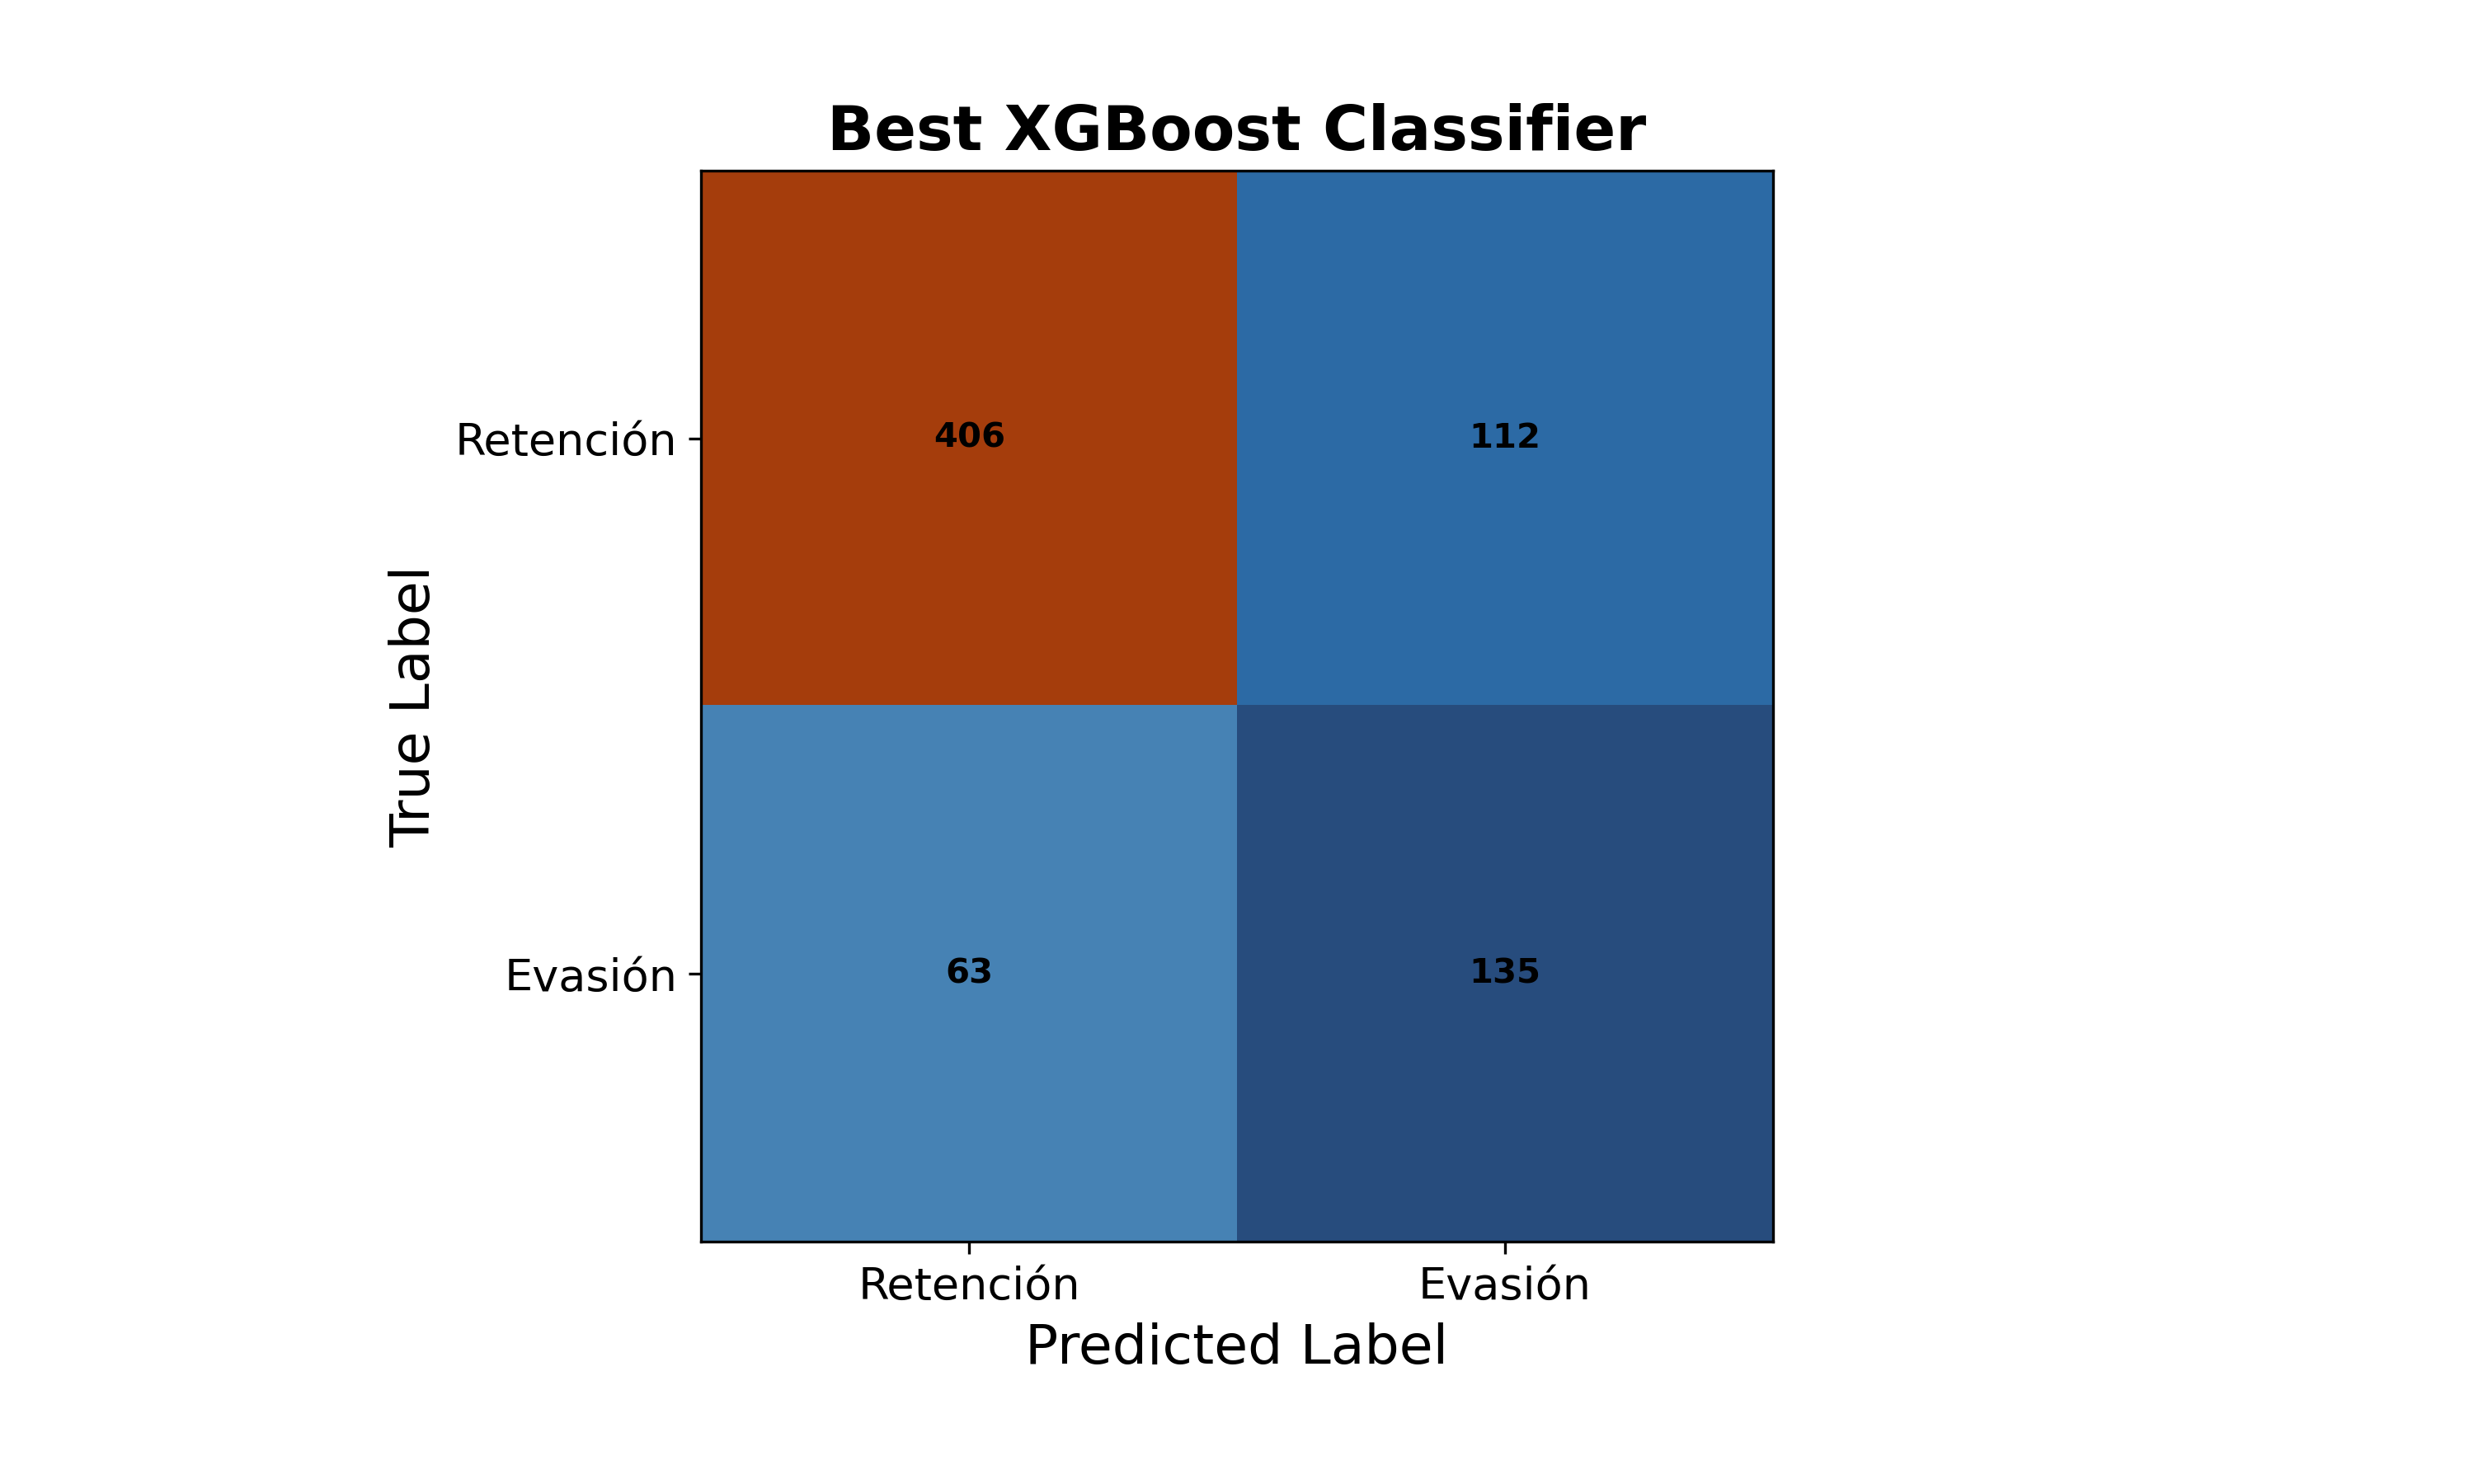 Best XGBoost Classifier
True Label
Retención
406 112
Evasión
63 135
Retención Evasión
Predicted Label